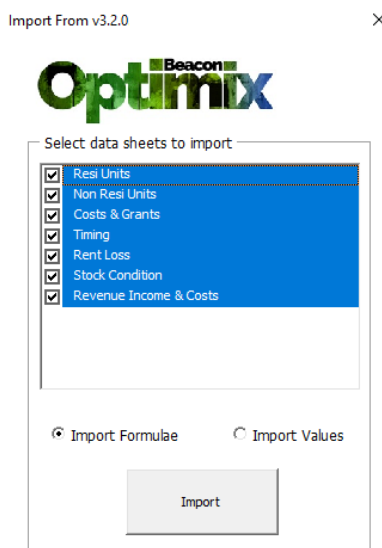 Import From v3.2.0
Beacon
Optimix
Select data sheets to import
Resi Units
Non Resi Units
Costs & Grants
Timing
Rent Loss
Stock Condition
Revenue Income & Costs
Import Formulae
Import Values
Import